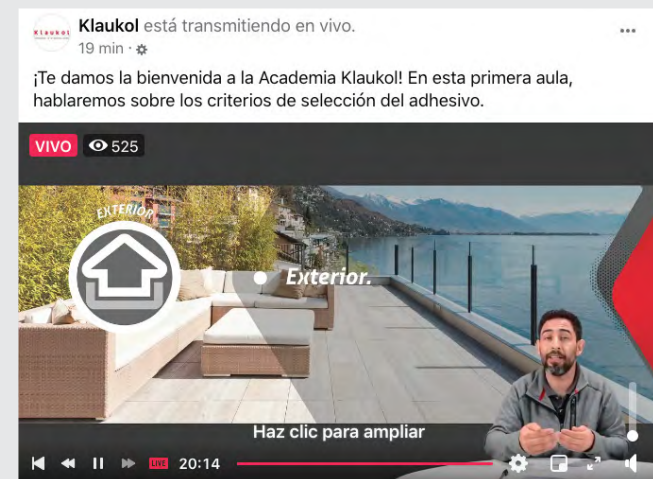 Klaukol
Klaukol está transmitiendo en vivo.
19 min ·
¡Te damos la bienvenida a la Academia Klaukol! En esta primera aula,
hablaremos sobre los criterios de selección del adhesivo.
VIVO 525
EXTERIOR
Exterior.
Haz clic para ampliar
LIVE 20:14